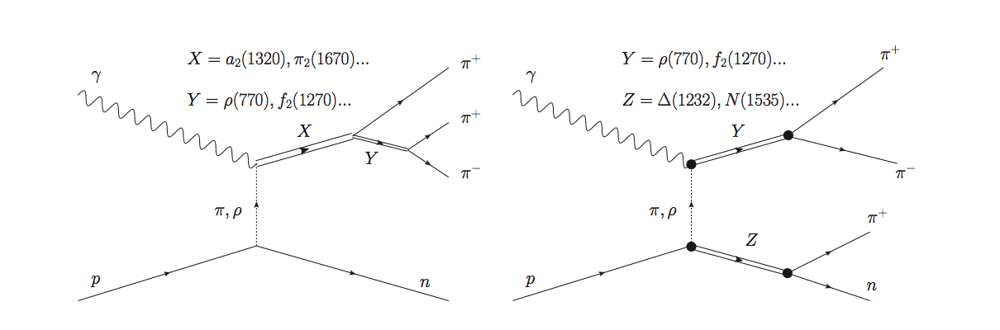 X = a₂(1320), π₂(1670)...
γ
Y = ρ(770), f₂(1270)...
π⁺
π⁺
X
Y
π⁻
π, ρ
p
n
Y = ρ(770), f₂(1270)...
γ
Z = Δ(1232), N(1535)...
π⁺
Y
π⁻
π, ρ
π⁺
Z
p
n